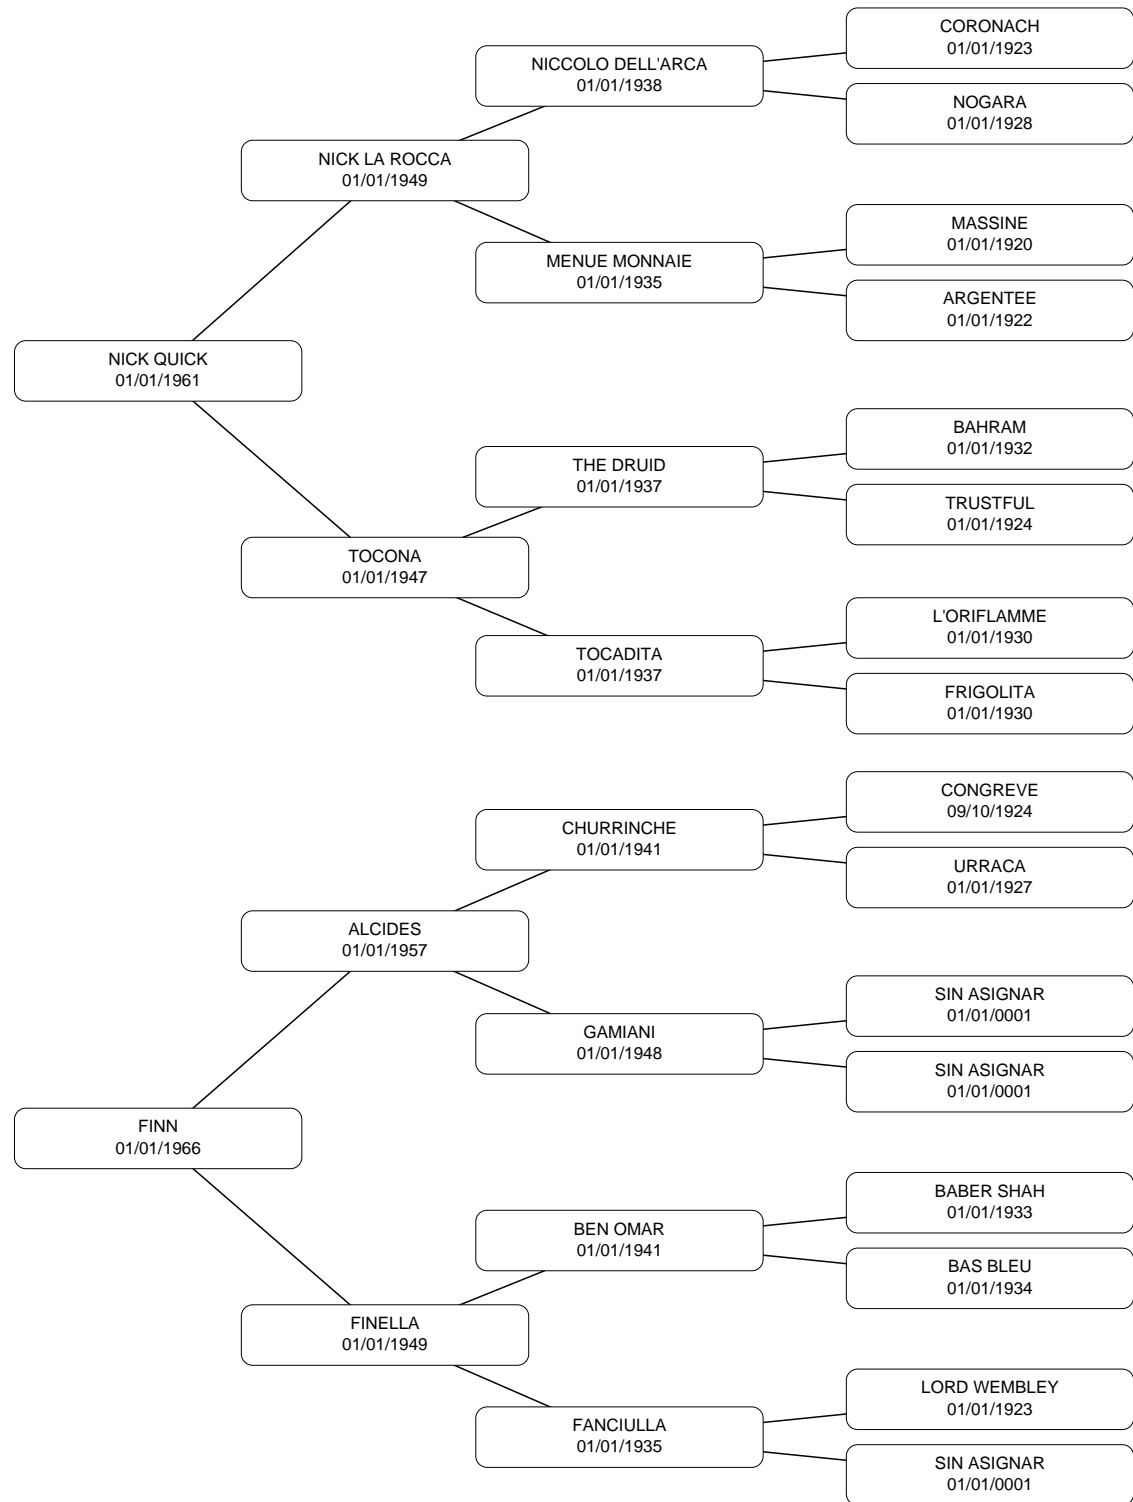 CORONACH
01/01/1923
NICCOLO DELL'ARCA
01/01/1938
NOGARA
01/01/1928
NICK LA ROCCA
01/01/1949
MASSINE
01/01/1920
MENUE MONNAIE
01/01/1935
ARGENTEE
01/01/1922
NICK QUICK
01/01/1961
BAHRAM
01/01/1932
THE DRUID
01/01/1937
TRUSTFUL
01/01/1924
TOCONA
01/01/1947
L'ORIFLAMME
01/01/1930
TOCADITA
01/01/1937
FRIGOLITA
01/01/1930
CONGREVE
09/10/1924
CHURRINCHE
01/01/1941
URRACA
01/01/1927
ALCIDES
01/01/1957
SIN ASIGNAR
01/01/0001
GAMIANI
01/01/1948
SIN ASIGNAR
01/01/0001
FINN
01/01/1966
BABER SHAH
01/01/1933
BEN OMAR
01/01/1941
BAS BLEU
01/01/1934
FINELLA
01/01/1949
LORD WEMBLEY
01/01/1923
FANCIULLA
01/01/1935
SIN ASIGNAR
01/01/0001